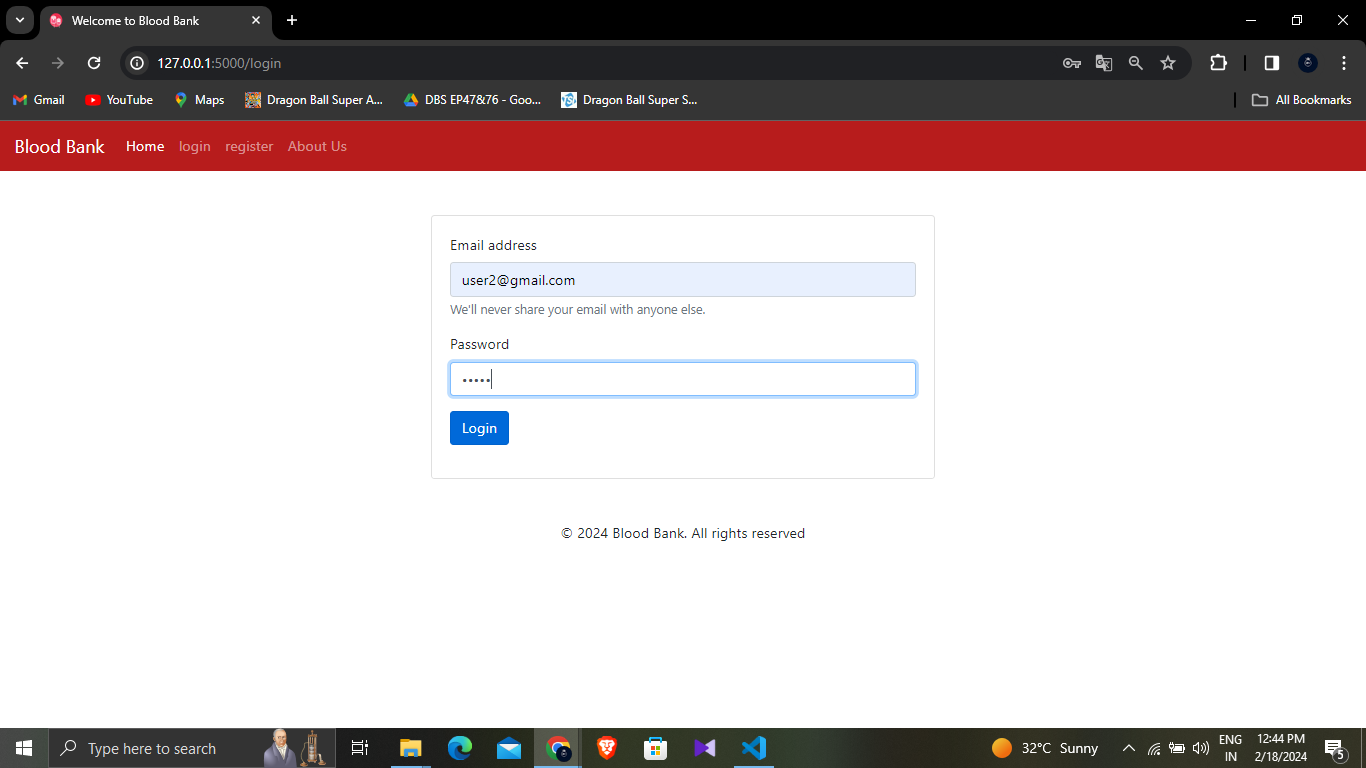 Welcome to Blood Bank
127.0.0.1:5000/login
Gmail YouTube Maps Dragon Ball Super A... DBS EP47&76 - Goo... Dragon Ball Super S... All Bookmarks
Blood Bank Home login register About Us
Email address
user2@gmail.com
We'll never share your email with anyone else.
Password
•••••
Login
© 2024 Blood Bank. All rights reserved
Type here to search 32°C Sunny
ENG
IN
12:44 PM
2/18/2024
5